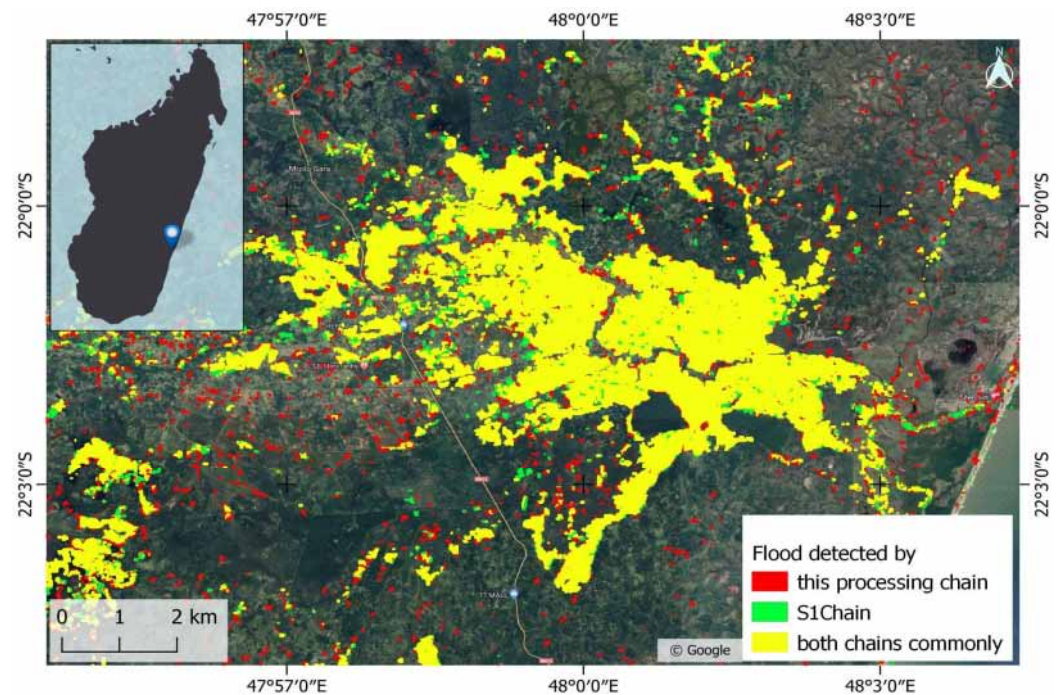 47°57'0"E 48°0'0"E 48°3'0"E
N
22°0'0"S 22°0'0"S
22°3'0"S 22°3'0"S
Flood detected by
this processing chain
S1Chain
both chains commonly
0 1 2 km
© Google
47°57'0"E 48°0'0"E 48°3'0"E